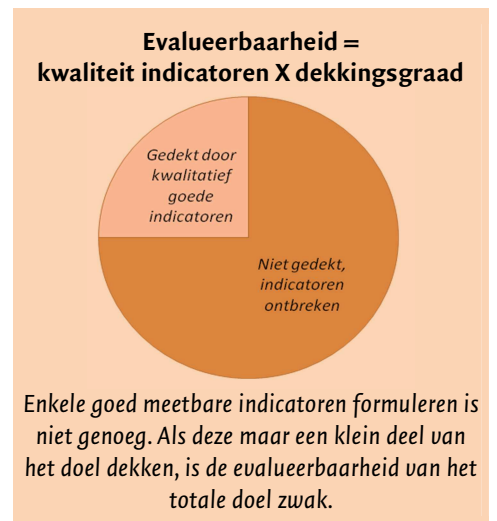 Evalueerbaarheid =
kwaliteit indicatoren X dekkingsgraad
Gedekt door
kwalitatief
goede
indicatoren
Niet gedekt,
indicatoren
ontbreken
Enkele goed meetbare indicatoren formuleren is
niet genoeg. Als deze maar een klein deel van
het doel dekken, is de evalueerbaarheid van het
totale doel zwak.